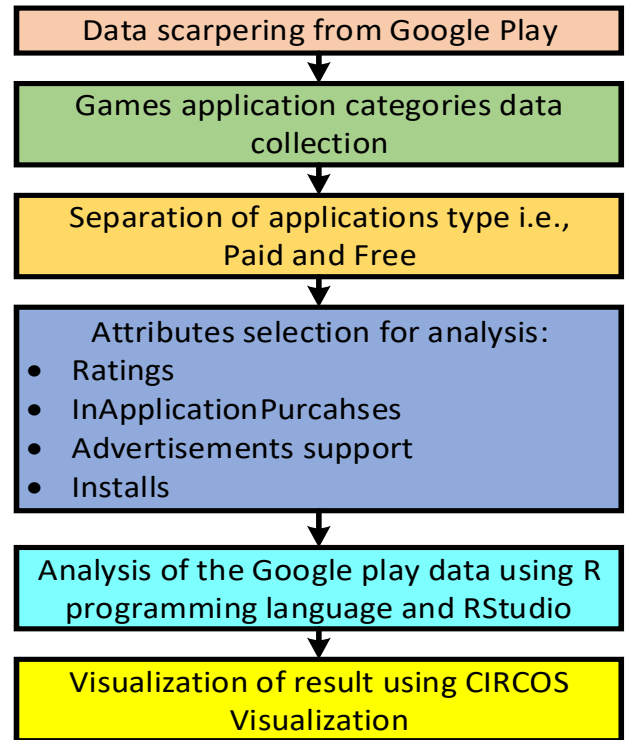 Data scarpering from Google Play
Games application categories data
collection
Separation of applications type i.e.,
Paid and Free
Attributes selection for analysis:
• Ratings
• InApplicationPurcahses
• Advertisements support
• Installs
Analysis of the Google play data using R
programming language and RStudio
Visualization of result using CIRCOS
Visualization